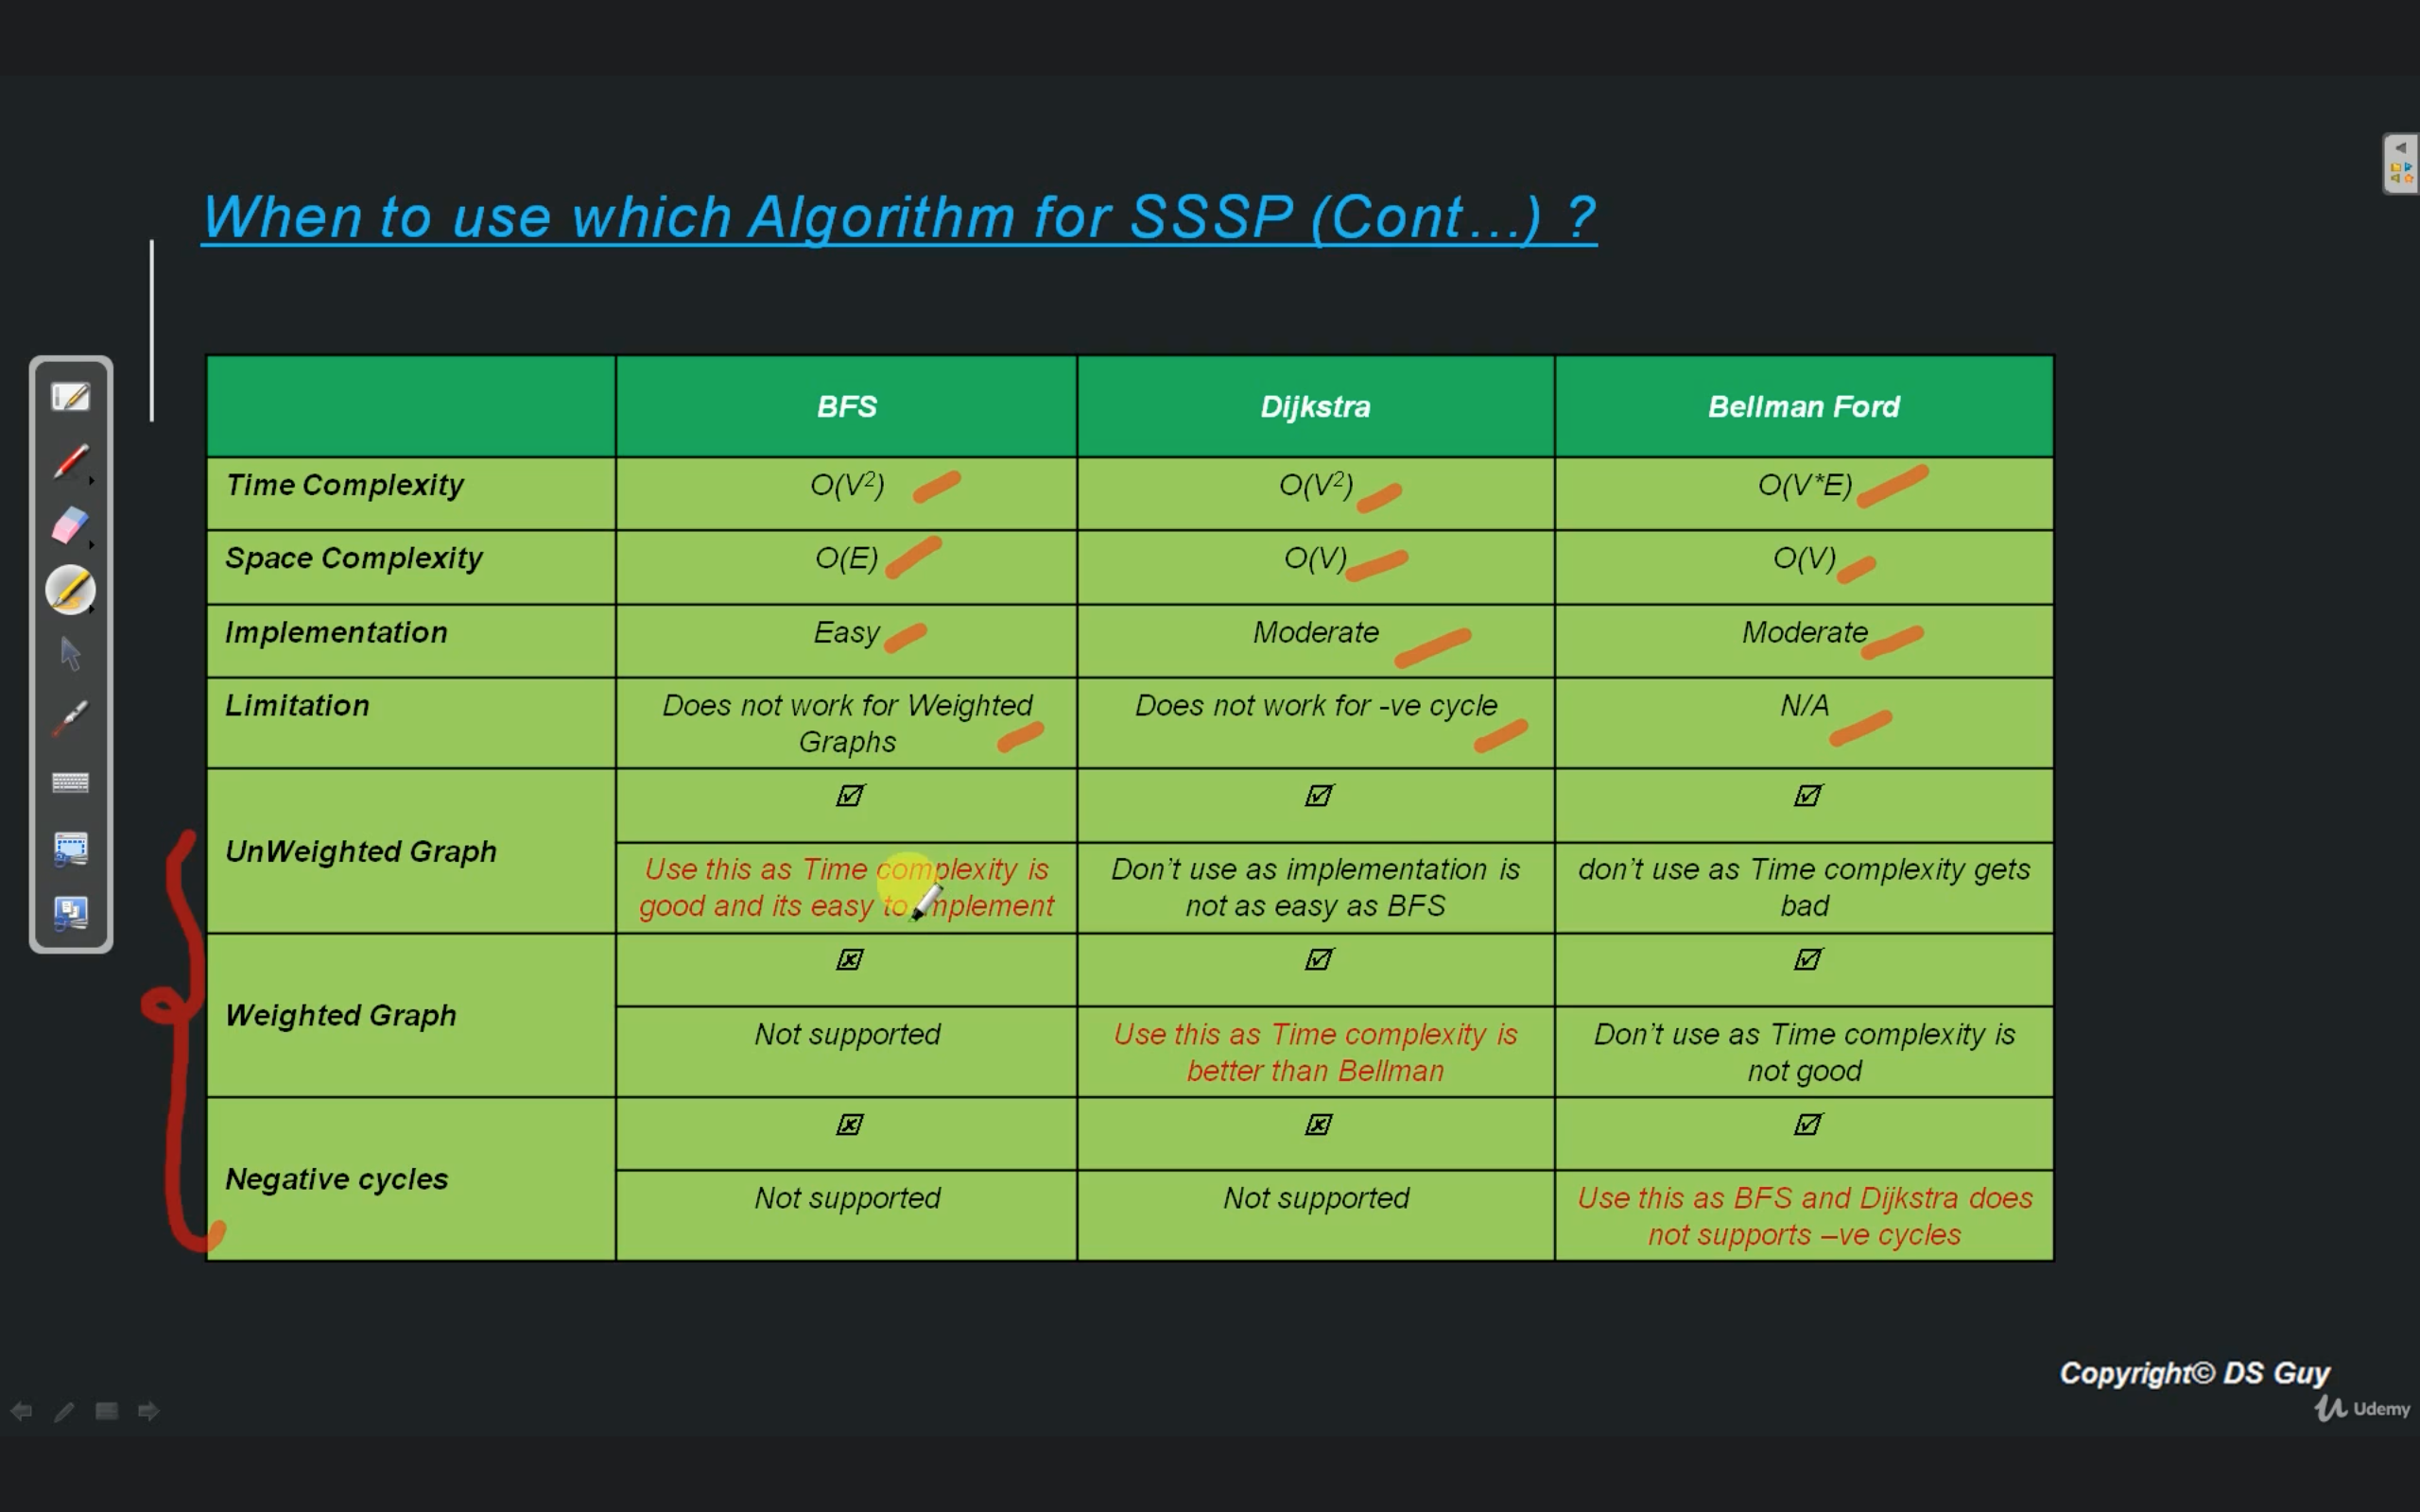 When to use which Algorithm for SSSP (Cont...) ?
BFS
Dijkstra
Bellman Ford
Time Complexity
O(V²)
O(V²)
O(V*E)
Space Complexity
O(E)
O(V)
O(V)
Implementation
Easy
Moderate
Moderate
Limitation
Does not work for Weighted
Graphs
Does not work for -ve cycle
N/A
UnWeighted Graph
Use this as Time complexity is
good and its easy to implement
Don't use as implementation is
not as easy as BFS
don't use as Time complexity gets
bad
Weighted Graph
Not supported
Use this as Time complexity is
better than Bellman
Don't use as Time complexity is
not good
Negative cycles
Not supported
Not supported
Use this as BFS and Dijkstra does
not supports –ve cycles
Copyright© DS Guy
Udemy